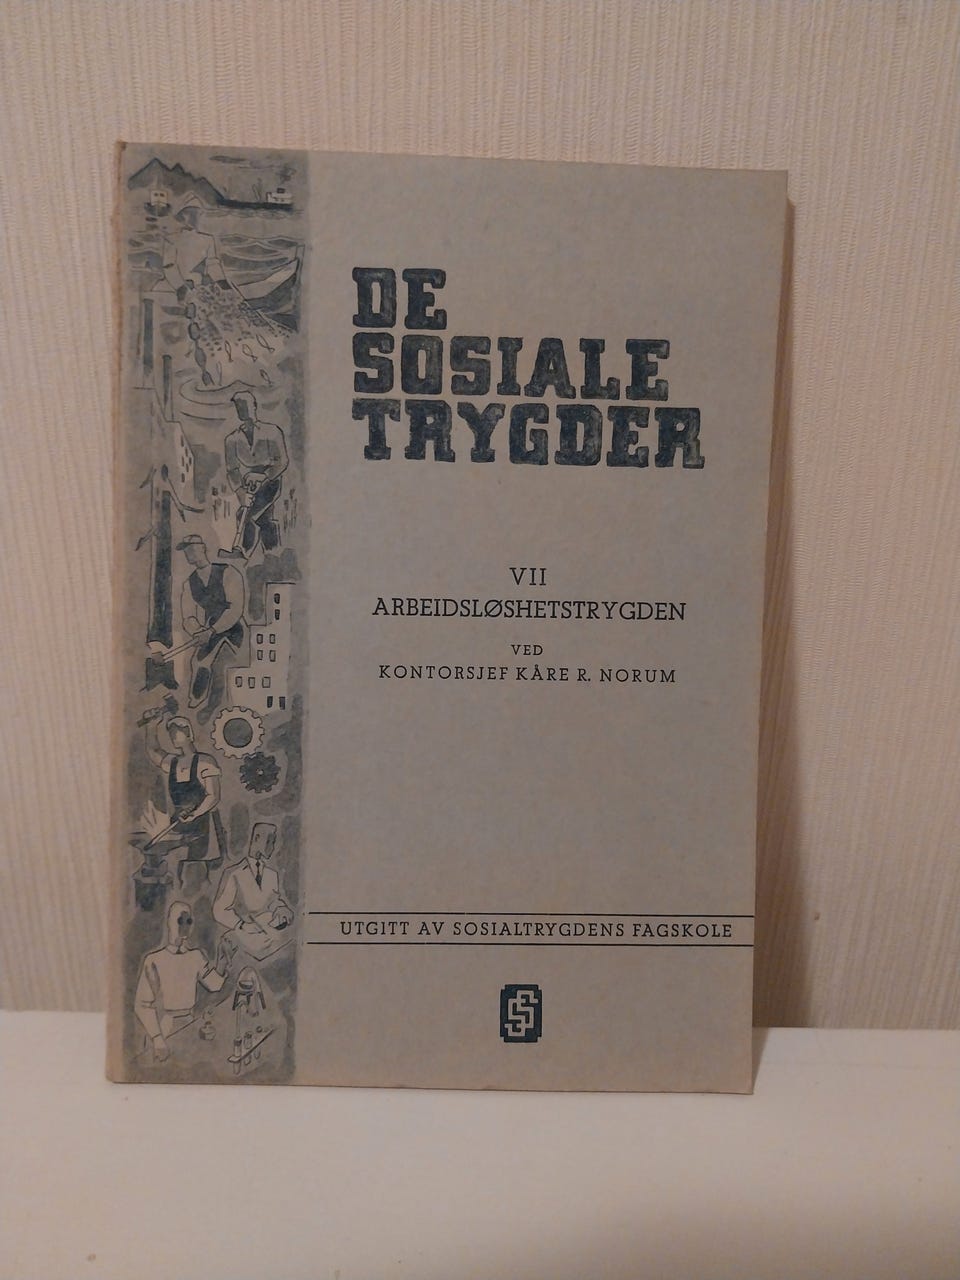 DE
SOSIALE
TRYGDER
VII
ARBEIDSLØSHETSTRYGDEN
VED
KONTORSJEF KÅRE R. NORUM
UTGITT AV SOSIALTRYGDENS FAGSKOLE